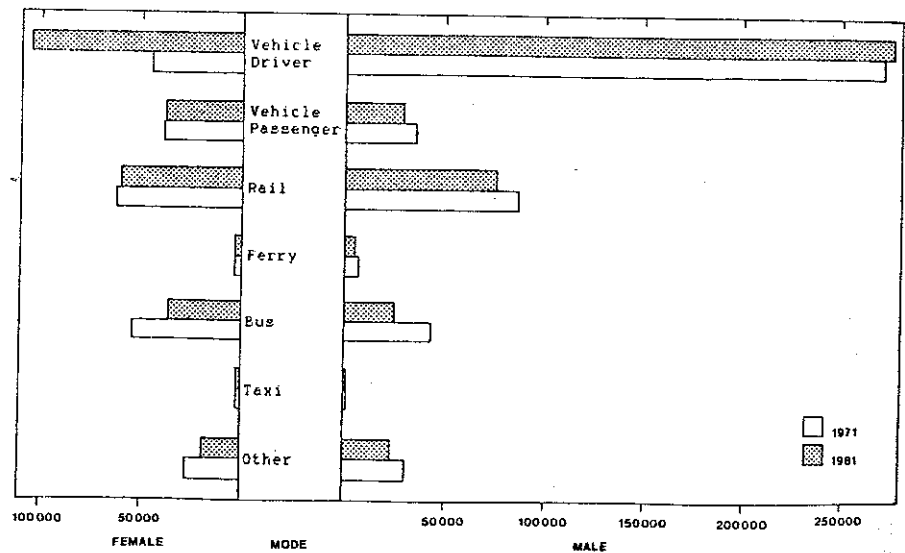 Vehicle
Driver
Vehicle
Passenger
Rail
Ferry
Bus
Taxi
Other
1971
1981
100000 50000 50000 100000 150000 200000 250000
FEMALE MODE MALE